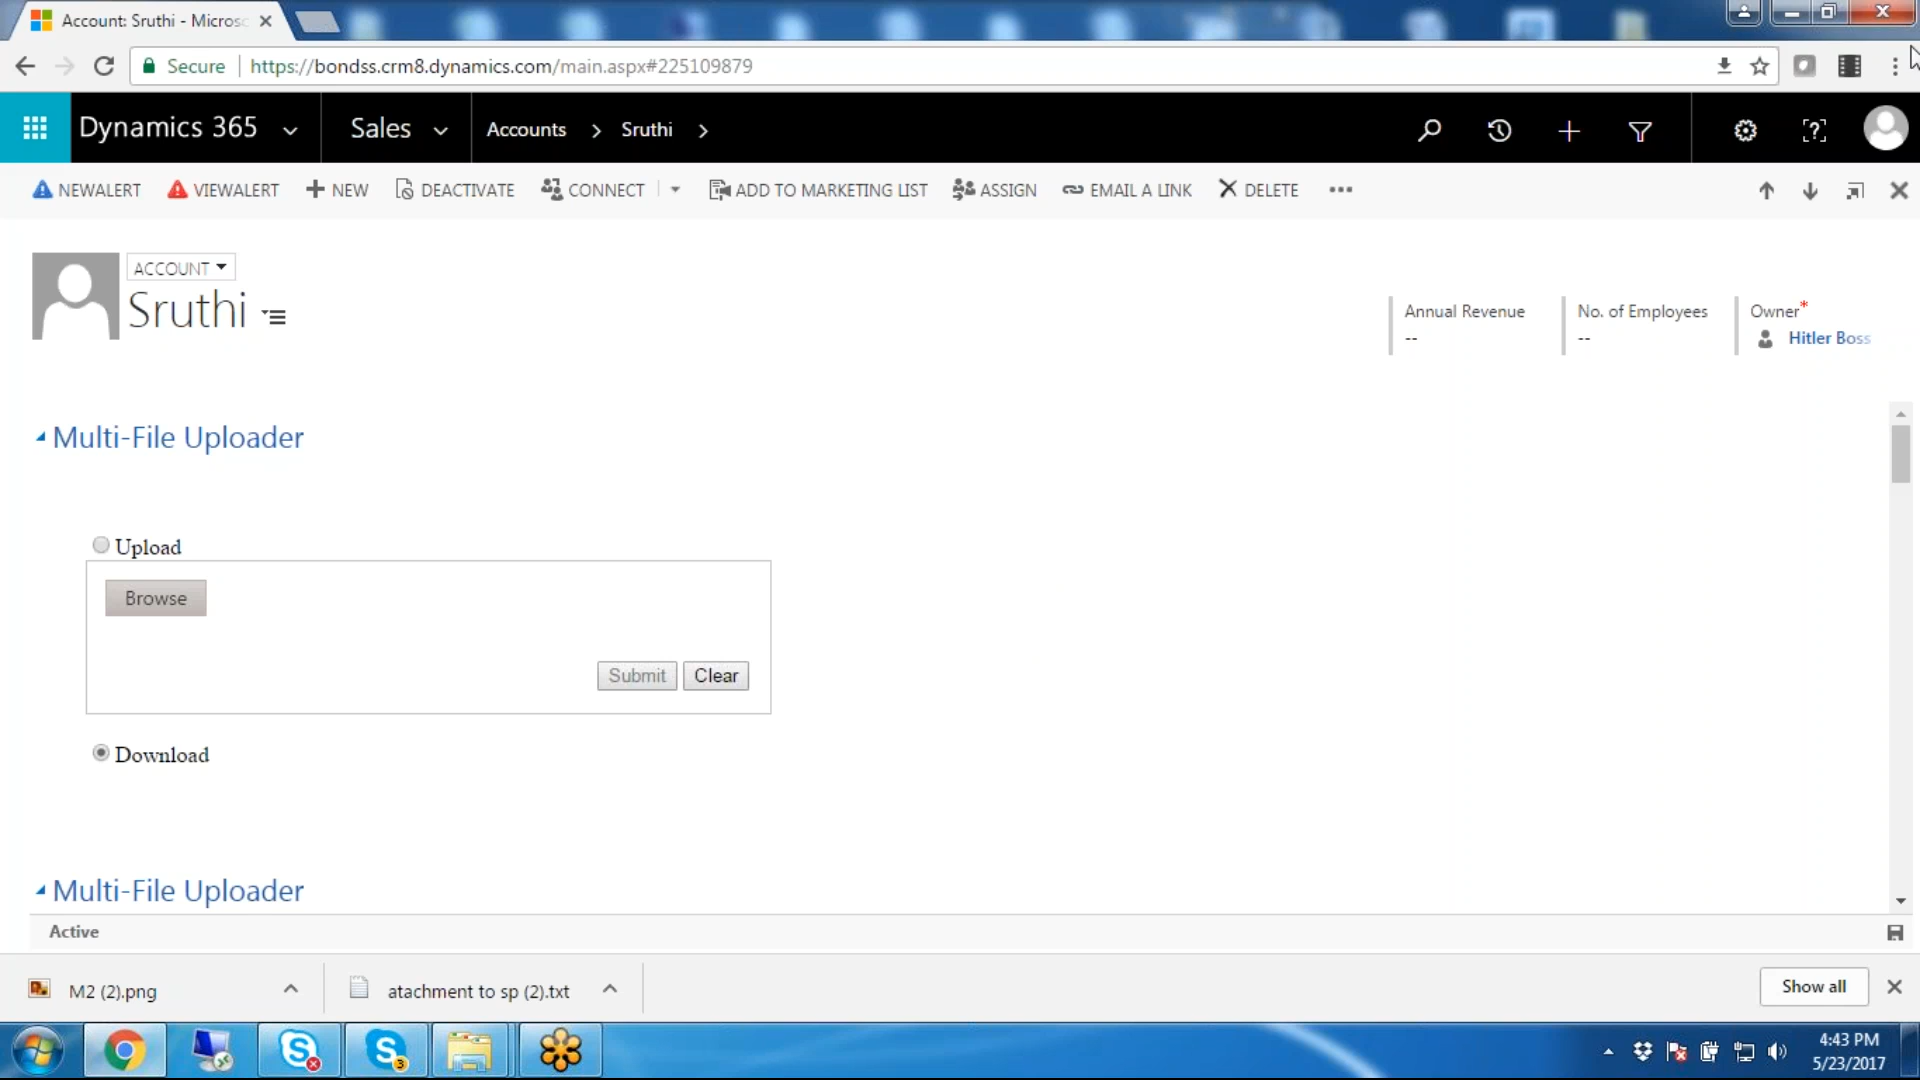 Account: Sruthi - Micros
Secure
https://bondss.crm8.dynamics.com/main.aspx#225109879
Dynamics 365
Sales
Accounts
Sruthi
NEWALERT
VIEWALERT
NEW
DEACTIVATE
CONNECT
ADD TO MARKETING LIST
ASSIGN
EMAIL A LINK
DELETE
ACCOUNT
Sruthi
Annual Revenue
--
No. of Employees
--
Owner*
Hitler Boss
Multi-File Uploader
Upload
Browse
Submit
Clear
Download
Multi-File Uploader
Active
M2 (2).png
atachment to sp (2).txt
Show all
4:43 PM
5/23/2017